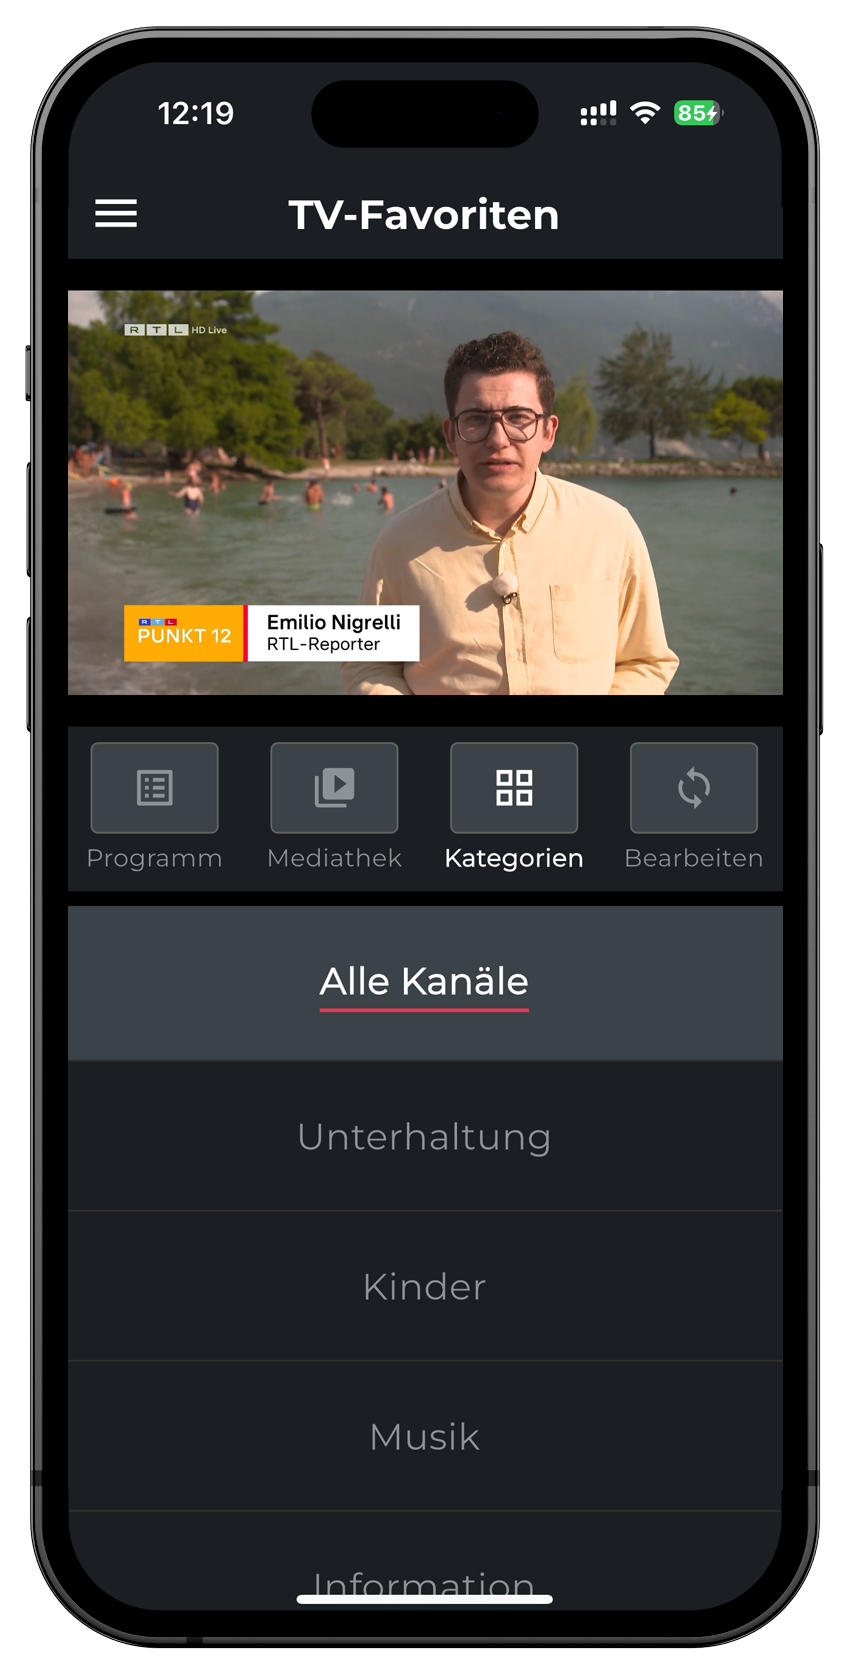 12:19
85
TV-Favoriten
RTL HD Live
RTL
PUNKT 12
Emilio Nigrelli
RTL-Reporter
Programm
Mediathek
Kategorien
Bearbeiten
Alle Kanäle
Unterhaltung
Kinder
Musik
Information